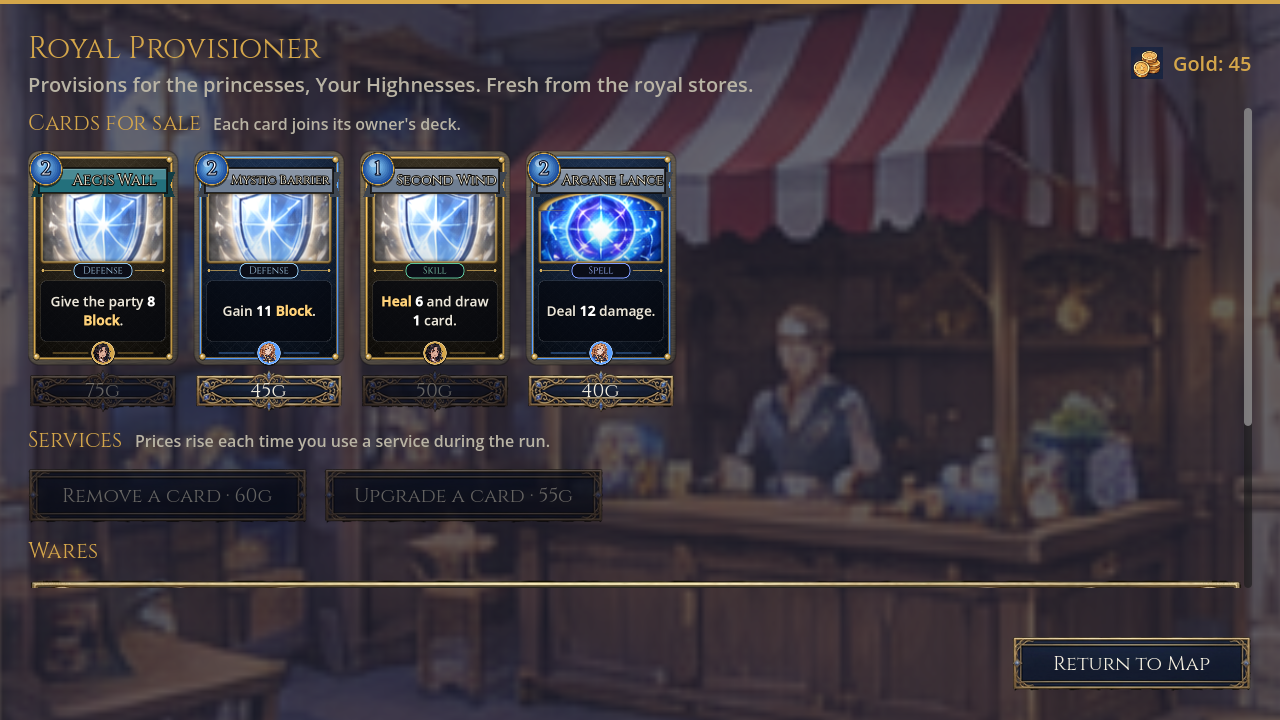 Royal Provisioner
Gold: 45
Provisions for the princesses, Your Highnesses. Fresh from the royal stores.
Cards for sale Each card joins its owner's deck.
2 Aegis Wall
Defense
Give the party 8
Block.
75g
2 Mystic Barrier
Defense
Gain 11 Block.
45g
1 Second Wind
Skill
Heal 6 and draw
1 card.
50g
2 Arcane Lance
Spell
Deal 12 damage.
40g
Services Prices rise each time you use a service during the run.
Remove a card · 60g
Upgrade a card · 55g
Wares
Return to Map